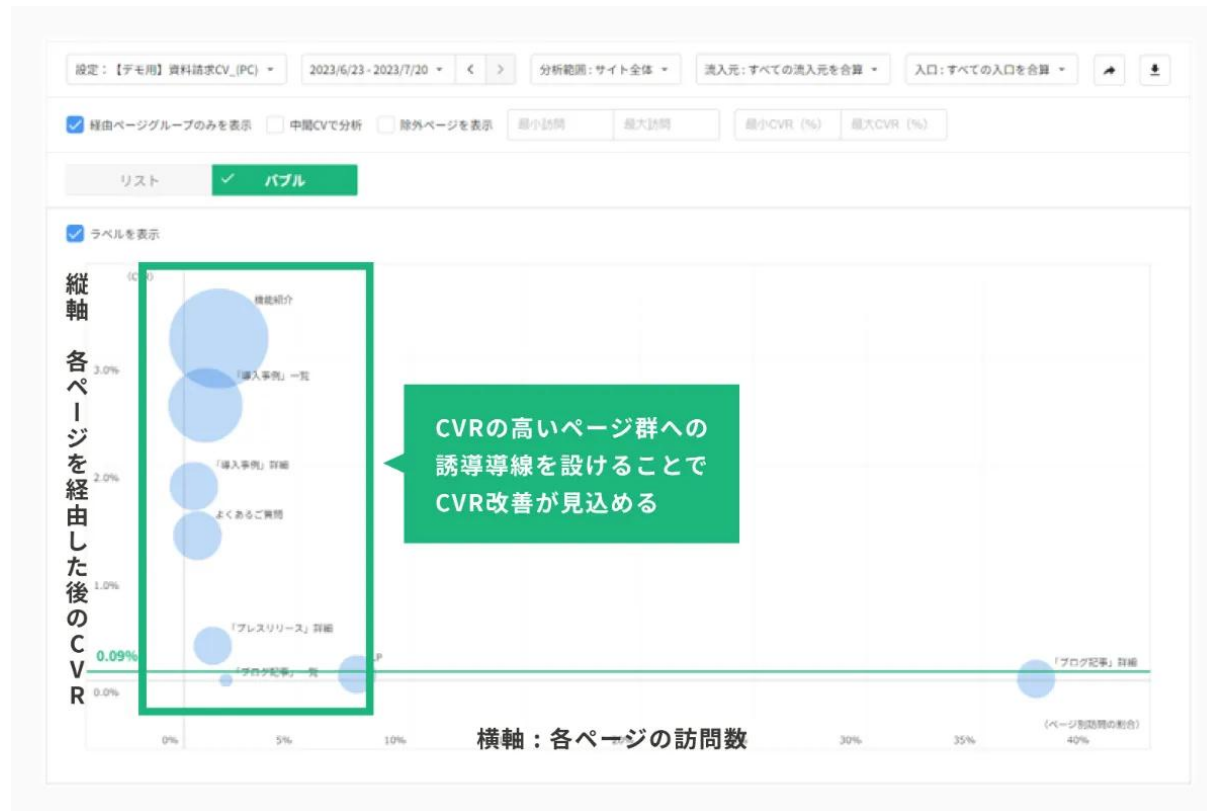 設定：【デモ用】資料請求CV_(PC)
2023/6/23 - 2023/7/20
分析範囲：サイト全体
流入元：すべての流入元を合算
入口：すべての入口を合算
経由ページグループのみを表示
中間CVで分析
除外ページを表示
最小訪問
最大訪問
最小CVR (%)
最大CVR (%)
リスト
バブル
ラベルを表示
縦軸 各ページを経由した後のCVR
機能紹介
3.0%
「導入事例」一覧
CVRの高いページ群への
誘導導線を設けることで
CVR改善が見込める
「導入事例」詳細
2.0%
よくあるご質問
1.0%
「プレスリリース」詳細
0.09%
「ブログ記事」詳細
「ブログ記事」一覧
0.0%
(ページ別訪問の割合)
横軸：各ページの訪問数
0%
5%
10%
30%
35%
40%